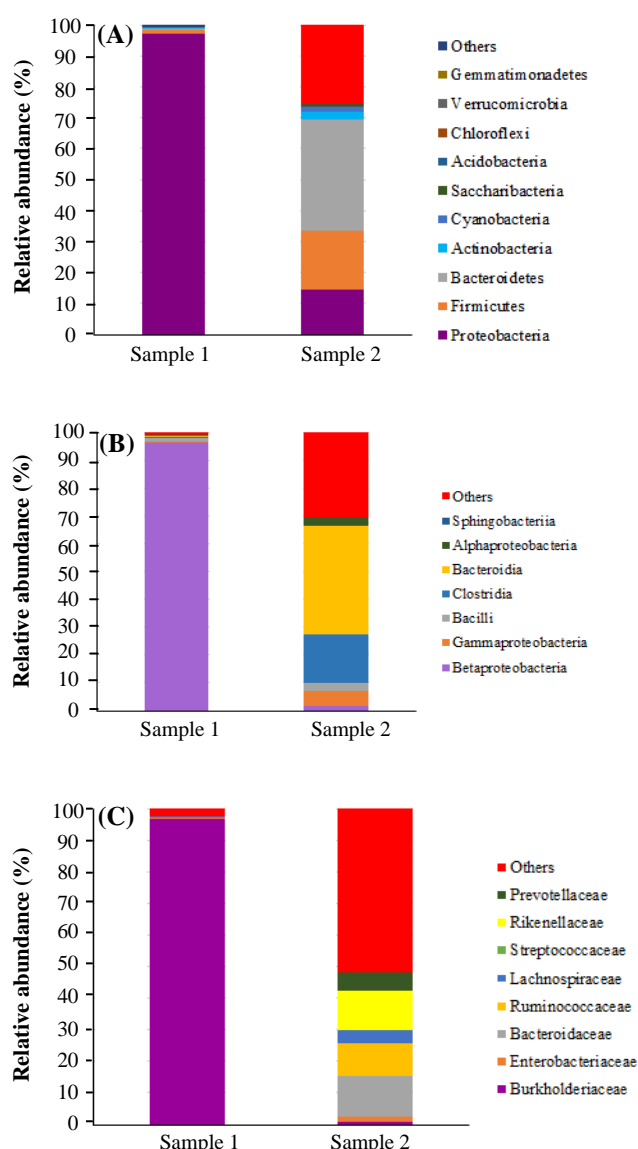 (A)
Relative abundance (%)
100
90
80
70
60
50
40
30
20
10
0
Sample 1
Sample 2
Others
Gemmatimonadetes
Verrucomicrobia
Chloroflexi
Acidobacteria
Saccharibacteria
Cyanobacteria
Actinobacteria
Bacteroidetes
Firmicutes
Proteobacteria
(B)
Relative abundance (%)
100
90
80
70
60
50
40
30
20
10
0
Sample 1
Sample 2
Others
Sphingobacteriia
Alphaproteobacteria
Bacteroidia
Clostridia
Bacilli
Gammaproteobacteria
Betaproteobacteria
(C)
Relative abundance (%)
100
90
80
70
60
50
40
30
20
10
0
Sample 1
Sample 2
Others
Prevotellaceae
Rikenellaceae
Streptococcaceae
Lachnospiraceae
Ruminococcaceae
Bacteroidaceae
Enterobacteriaceae
Burkholderiaceae